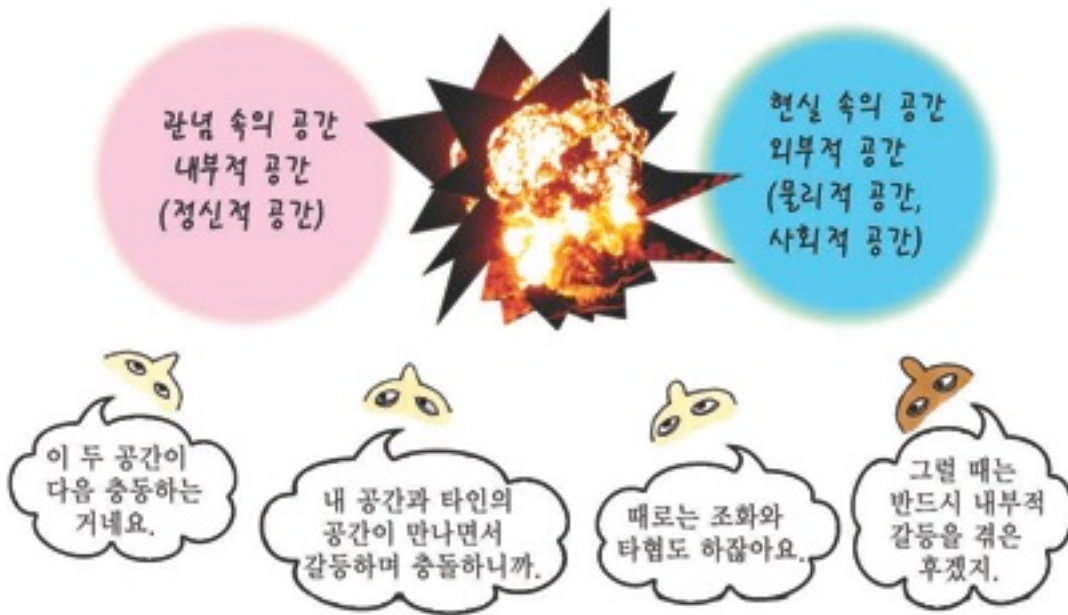 관념 속의 공간
내부적 공간
(정신적 공간)
현실 속의 공간
외부적 공간
(물리적 공간,
사회적 공간)
이 두 공간이
다음 충동하는
거네요.
내 공간과 타인의
공간이 만나면서
갈등하며 충돌하니까.
때로는 조화와
타협도 하잖아요.
그럴 때는
반드시 내부적
갈등을 겪은
후겠지.